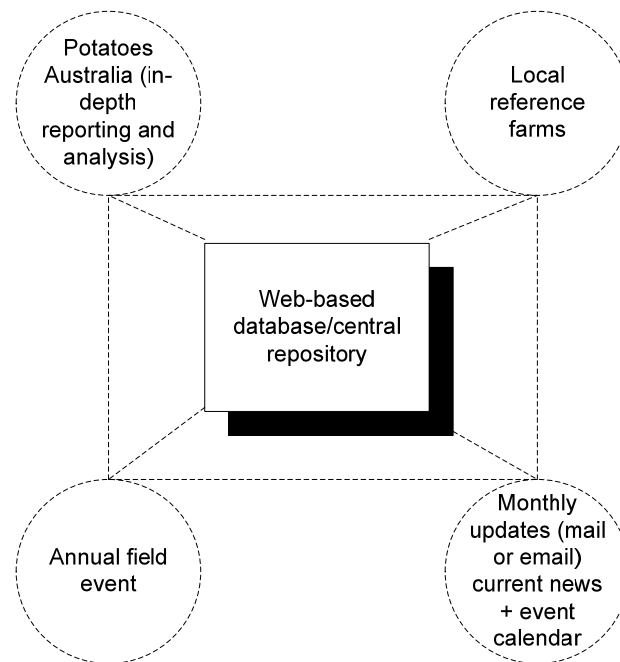 Potatoes
Australia (in-
depth
reporting and
analysis)
Local
reference
farms
Web-based
database/central
repository
Annual field
event
Monthly
updates (mail
or email)
current news
+ event
calendar